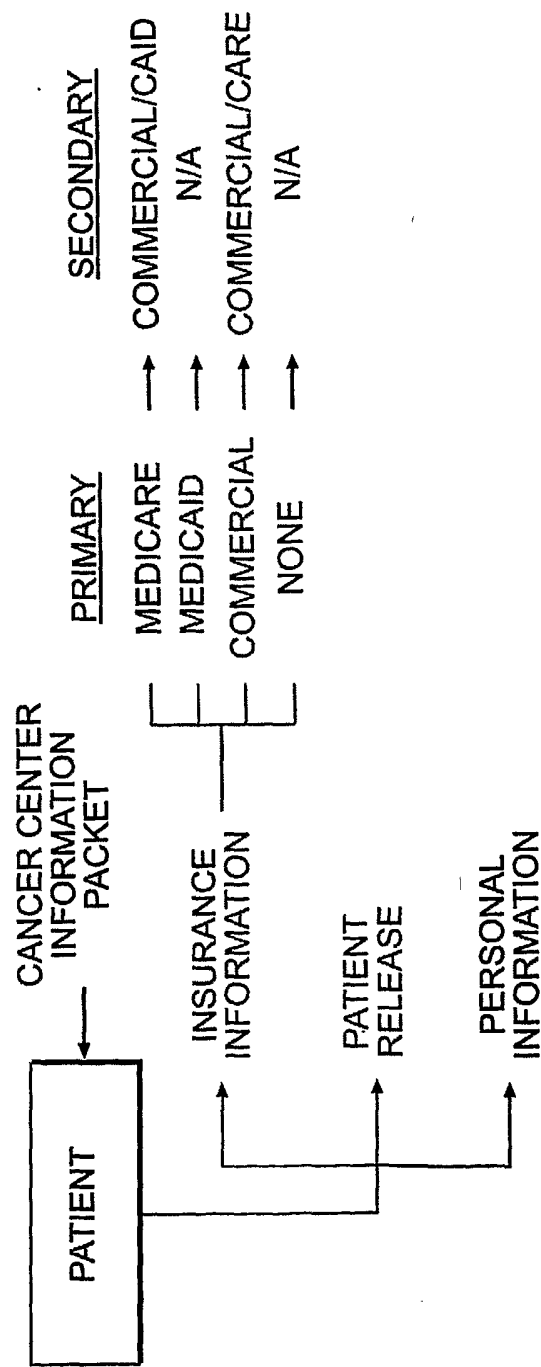 PATIENT
CANCER CENTER
INFORMATION
PACKET
INSURANCE
INFORMATION
PATIENT
RELEASE
PERSONAL
INFORMATION
PRIMARY
SECONDARY
MEDICARE
COMMERCIAL/CAID
MEDICAID
N/A
COMMERCIAL
COMMERCIAL/CARE
NONE
N/A